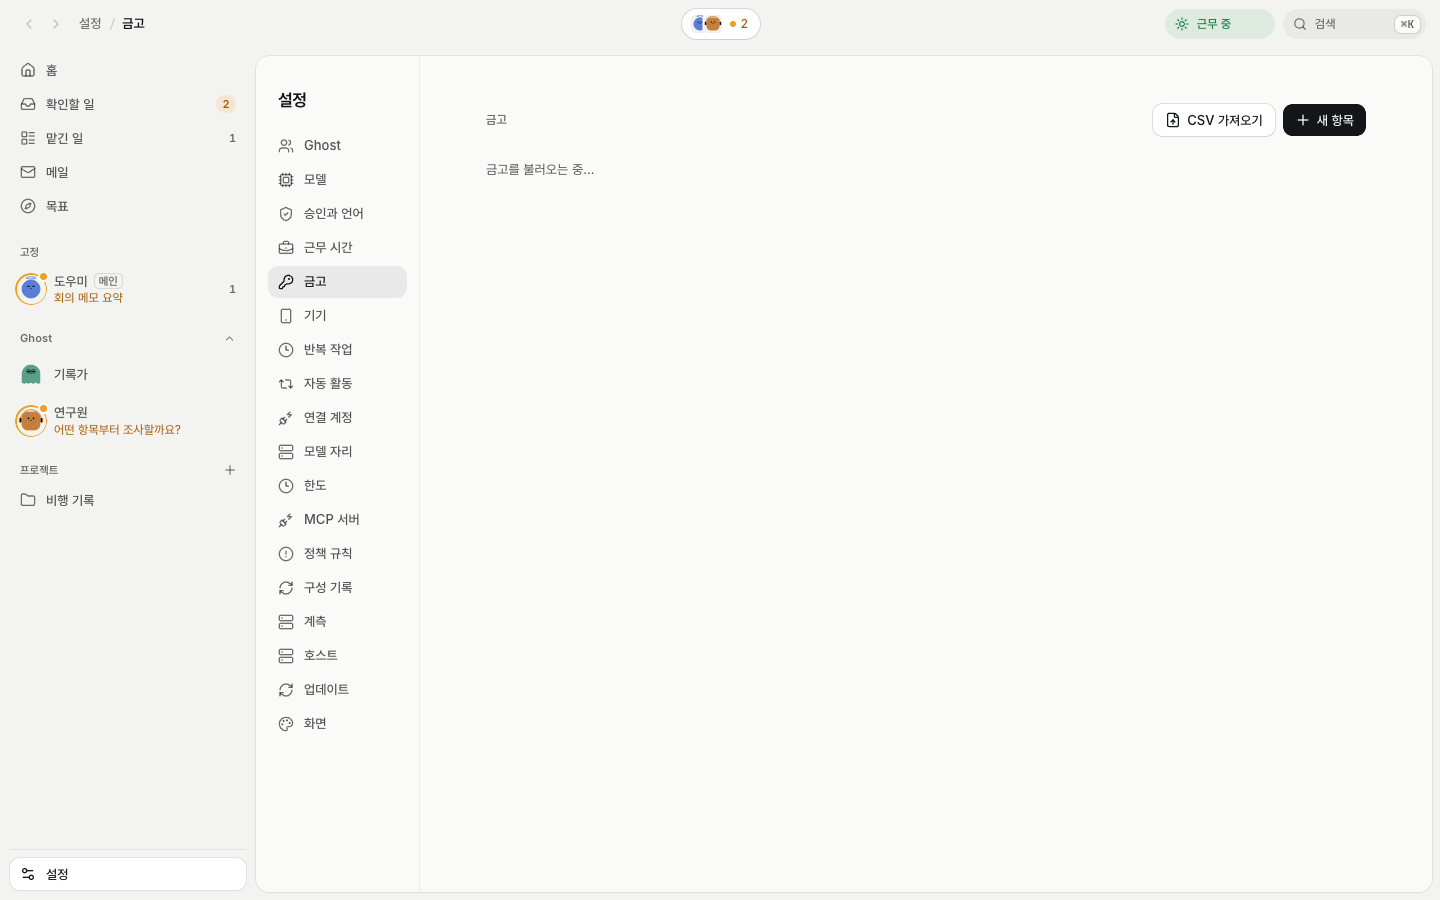 설정 / 금고
2
근무 중
검색
⌘K
홈
확인할 일
2
맡긴 일
1
메일
목표
고정
도우미
메인
회의 메모 요약
1
Ghost
기록가
연구원
어떤 항목부터 조사할까요?
프로젝트
비행 기록
설정
설정
Ghost
모델
승인과 언어
근무 시간
금고
기기
반복 작업
자동 활동
연결 계정
모델 자리
한도
MCP 서버
정책 규칙
구성 기록
계측
호스트
업데이트
화면
금고
CSV 가져오기
새 항목
금고를 불러오는 중...